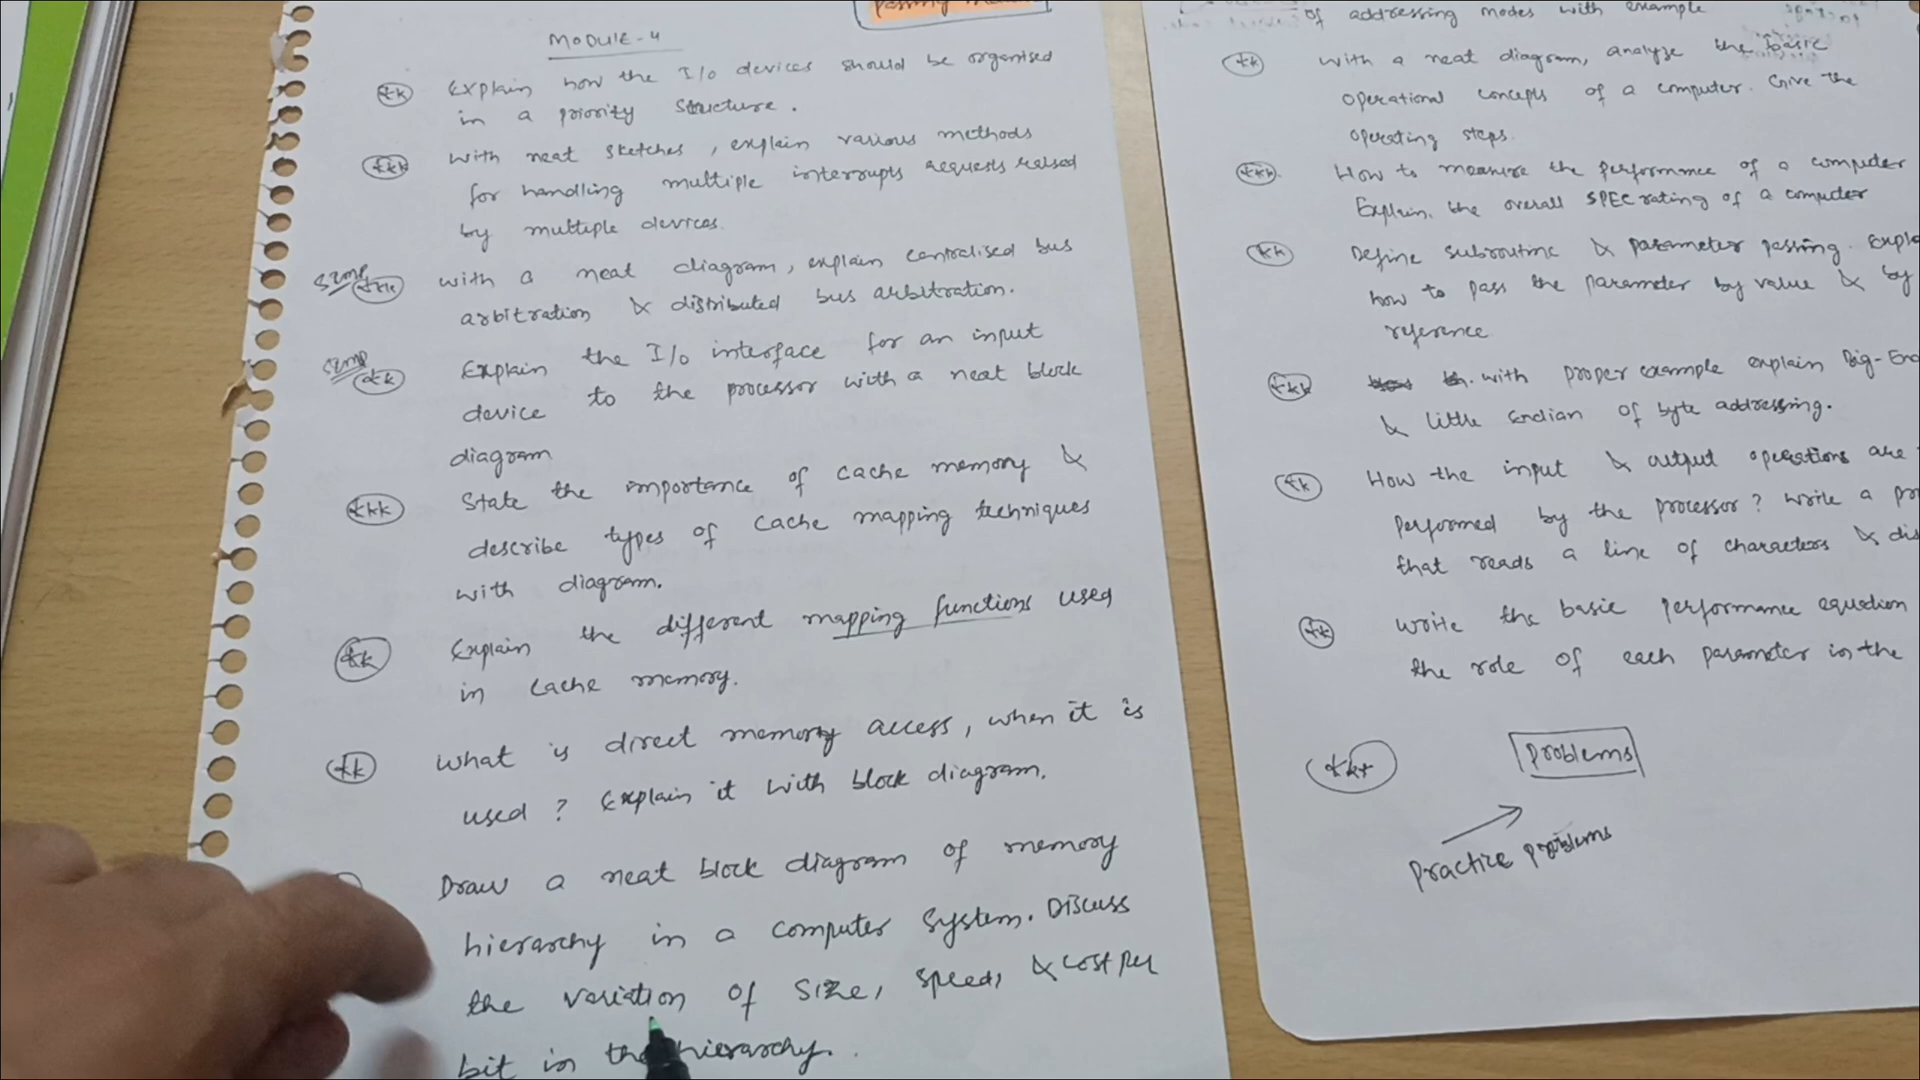 MODULE-4
** Explain how the I/o devices should be organised
in a priority structure.
*** With neat sketches, explain various methods
for handling multiple interrupts requests raised
by multiple devices.
*** with a neat diagram, explain centralised bus
arbitration & distributed bus arbitration.
** Explain the I/o interface for an input
device to the processor with a neat block
diagram
*** State the importance of cache memory &
describe types of cache mapping techniques
with diagram.
** Explain the different mapping functions used
in cache memory.
** What is direct memory access, when it is
used? Explain it with block diagram.
Draw a neat block diagram of memory
hierarchy in a computer system. Discuss
the variation of size, speed, & cost per
bit in the hierarchy.
of addressing modes with example
** with a neat diagram, analyze the basic
operational concepts of a computer. Give the
operating steps.
*** How to measure the performance of a computer
Explain. the overall SPEC rating of a computer
** Define subroutine & parameter passing.
how to pass the parameter by value & by
reference
*** with proper example explain Big-
& little endian of byte addressing.
** How the input & output operations are
performed by the processor? Write a
that reads a line of characters &
** Write the basic performance equation
the role of each parameter in the
*** Problems
Practice problems